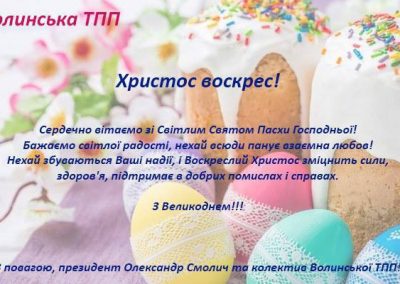 олинська ТПП
Христос воскрес!
Сердечно вітаємо зі Світлим Святом Пасхи Господньої!
Бажаємо світлої радості, нехай всюди панує взаємна любов!
Нехай збуваються Ваші надії, і Воскреслий Христос зміцнить сили,
здоров'я, підтримає в добрих помислах і справах.
З Великоднем!!!
З повагою, президент Олександр Смолич та колектив Волинської ТПП!